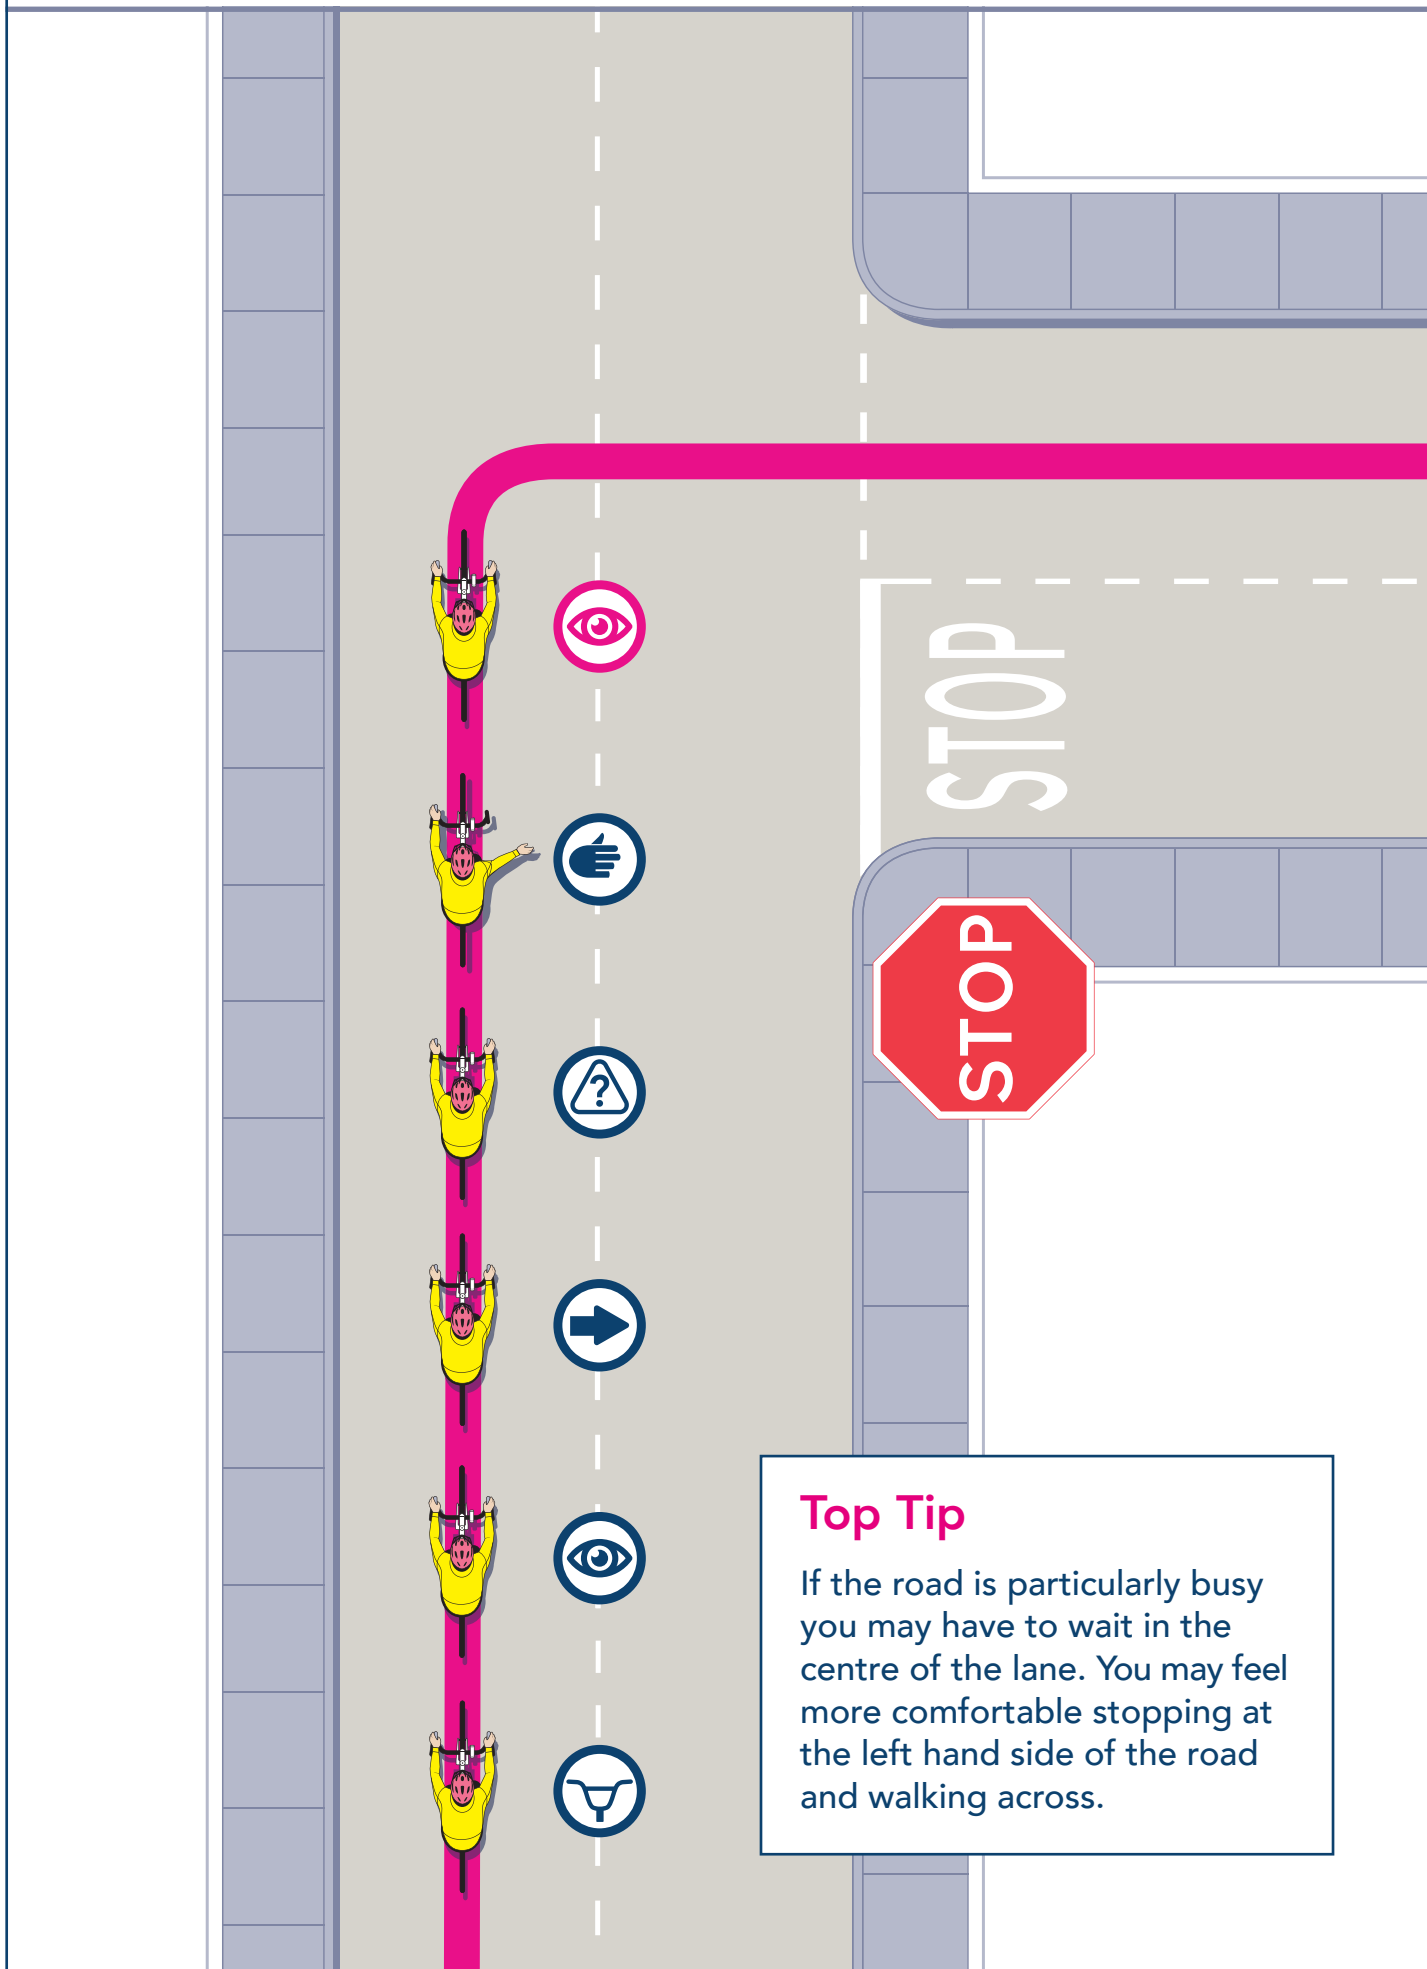 STOP
STOP
?
Top Tip
If the road is particularly busy
you may have to wait in the
centre of the lane. You may feel
more comfortable stopping at
the left hand side of the road
and walking across.